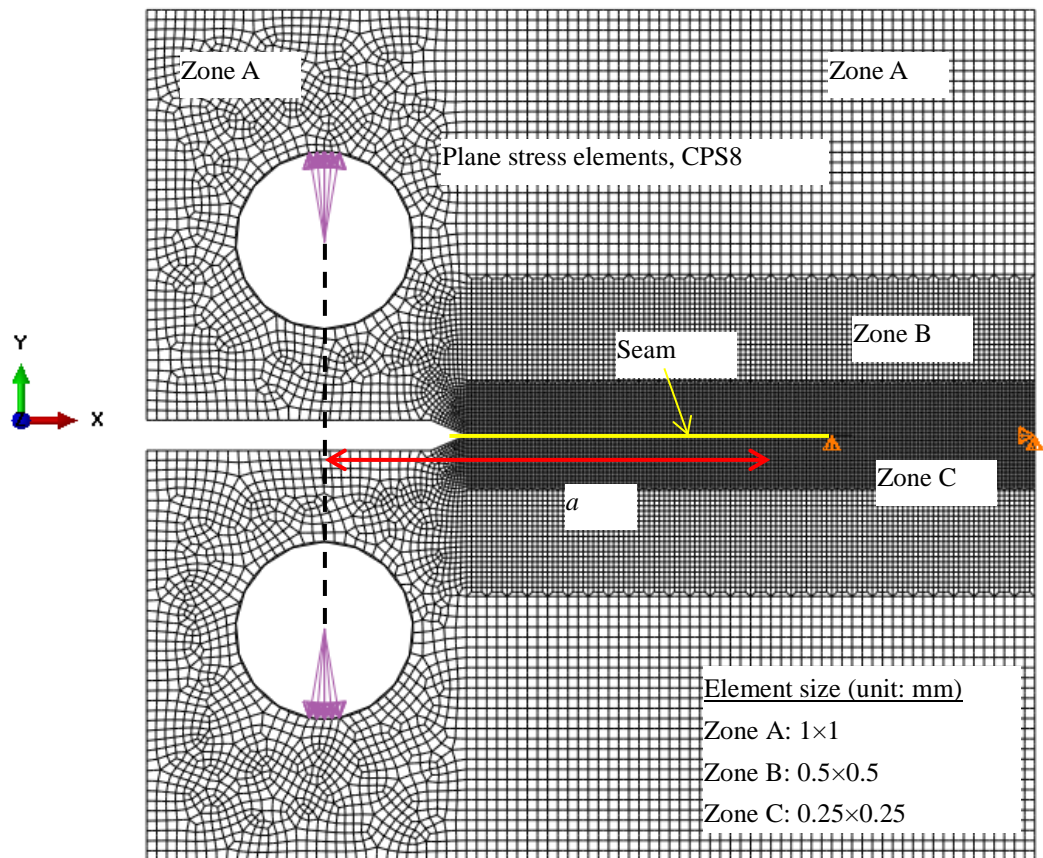 Zone A
Zone A
Plane stress elements, CPS8
Zone B
Seam
Y
X
Z
Zone C
a
Element size (unit: mm)
Zone A: 1×1
Zone B: 0.5×0.5
Zone C: 0.25×0.25